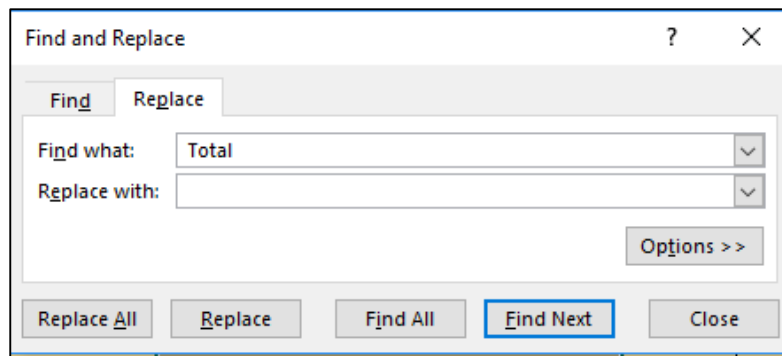 Find and Replace ?
Find Replace
Find what: Total
Replace with:
Options >>
Replace All Replace Find All Find Next Close